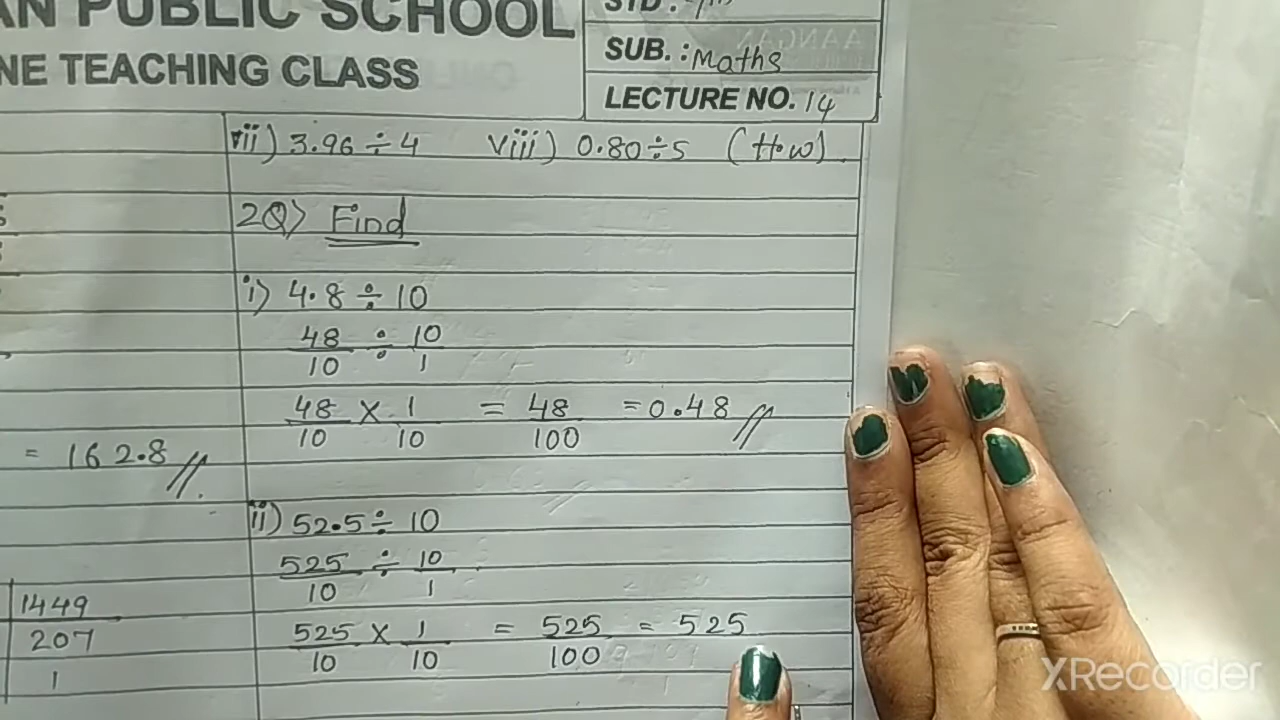 AN PUBLIC SCHOOL
NE TEACHING CLASS
STD.:
SUB.: Maths
LECTURE NO. 14
vii) 3.96 ÷ 4 viii) 0.80 ÷ 5 (H.W).
2Q> Find
i) 4.8 ÷ 10
48/10 ÷ 10/1
48/10 × 1/10 = 48/100 = 0.48 //
= 162.8 //.
ii) 52.5 ÷ 10
525/10 ÷ 10/1
525/10 × 1/10 = 525/100 = 525
1449
207
1
XRecorder